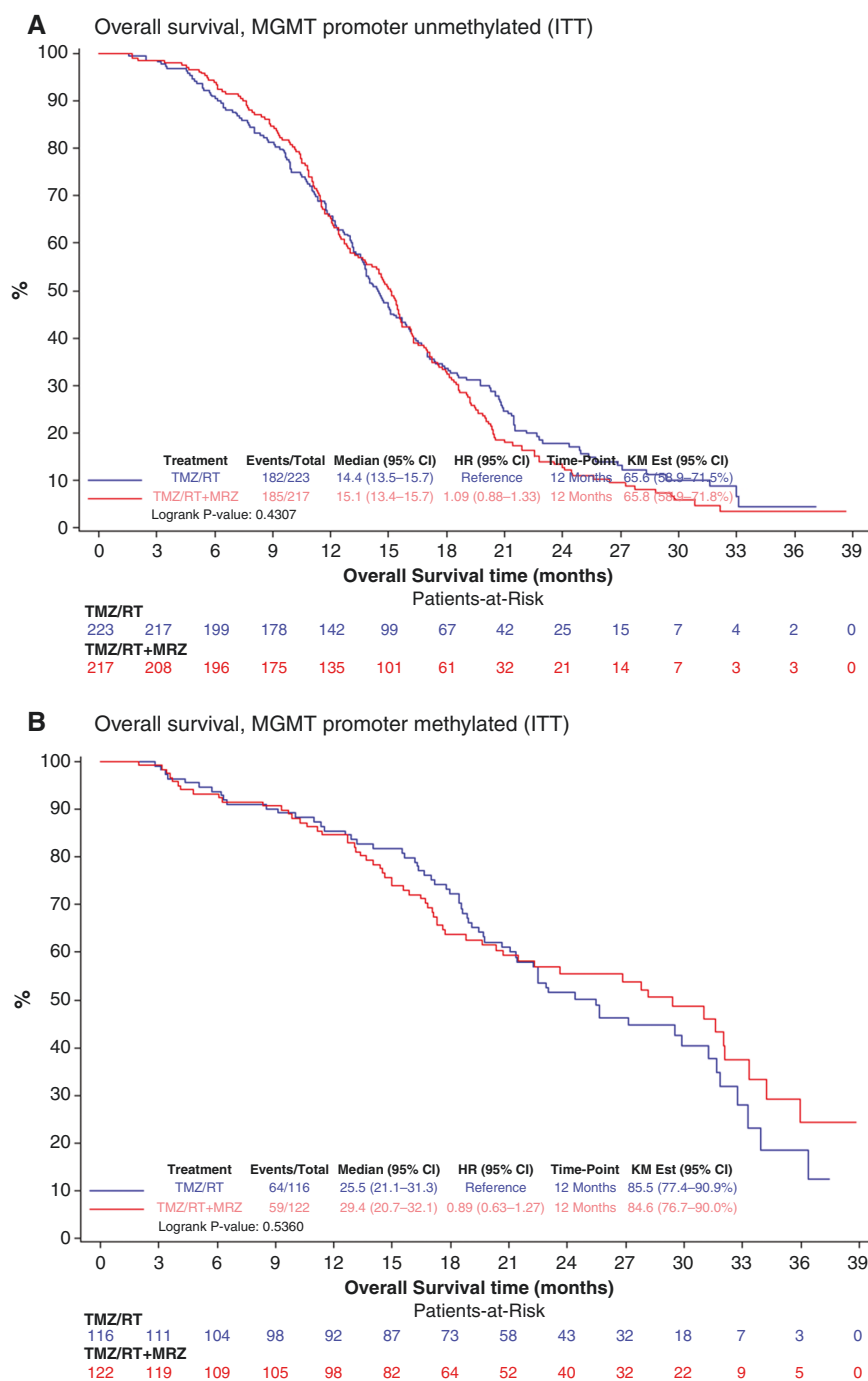 A Overall survival, MGMT promoter unmethylated (ITT)
100
90
80
70
60
50
40
30
20
10
0
%
Treatment Events/Total Median (95% CI) HR (95% CI) Time-Point KM Est (95% CI)
TMZ/RT 182/223 14.4 (13.5–15.7) Reference 12 Months 65.6 (58.9–71.5%)
TMZ/RT+MRZ 185/217 15.1 (13.4–15.7) 1.09 (0.88–1.33) 12 Months 65.8 (58.9–71.8%)
Logrank P-value: 0.4307
0 3 6 9 12 15 18 21 24 27 30 33 36 39
Overall Survival time (months)
Patients-at-Risk
TMZ/RT
223 217 199 178 142 99 67 42 25 15 7 4 2 0
TMZ/RT+MRZ
217 208 196 175 135 101 61 32 21 14 7 3 3 0
B Overall survival, MGMT promoter methylated (ITT)
100
90
80
70
60
50
40
30
20
10
0
%
Treatment Events/Total Median (95% CI) HR (95% CI) Time-Point KM Est (95% CI)
TMZ/RT 64/116 25.5 (21.1–31.3) Reference 12 Months 85.5 (77.4–90.9%)
TMZ/RT+MRZ 59/122 29.4 (20.7–32.1) 0.89 (0.63–1.27) 12 Months 84.6 (76.7–90.0%)
Logrank P-value: 0.5360
0 3 6 9 12 15 18 21 24 27 30 33 36 39
Overall Survival time (months)
Patients-at-Risk
TMZ/RT
116 111 104 98 92 87 73 58 43 32 18 7 3 0
TMZ/RT+MRZ
122 119 109 105 98 82 64 52 40 32 22 9 5 0